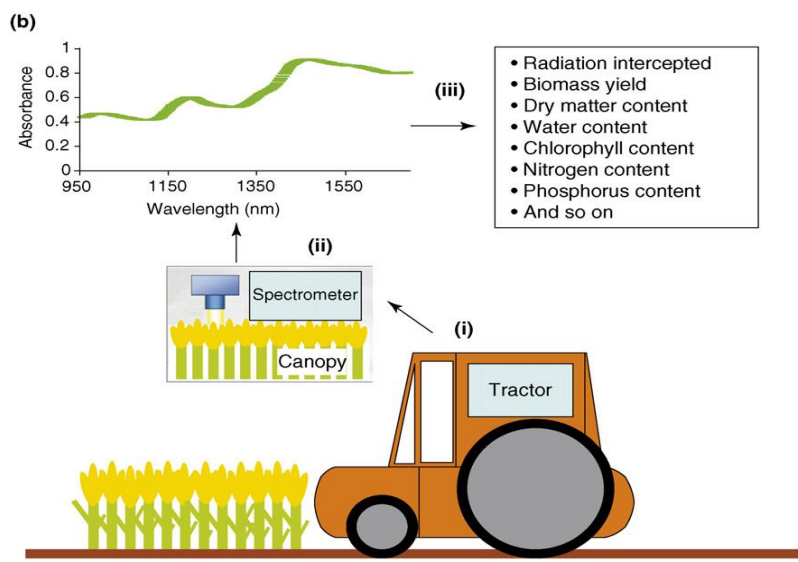 (b)
Absorbance
1
0.8
0.6
0.4
0.2
0
950
1150
1350
1550
Wavelength (nm)
(iii)
• Radiation intercepted
• Biomass yield
• Dry matter content
• Water content
• Chlorophyll content
• Nitrogen content
• Phosphorus content
• And so on
(ii)
Spectrometer
Canopy
(i)
Tractor